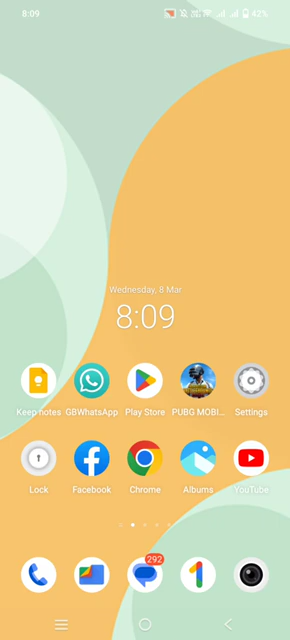 8:09
42%
Wednesday, 8 Mar
8:09
Keep notes GBWhatsApp Play Store PUBG MOBI... Settings
Lock Facebook Chrome Albums YouTube
292